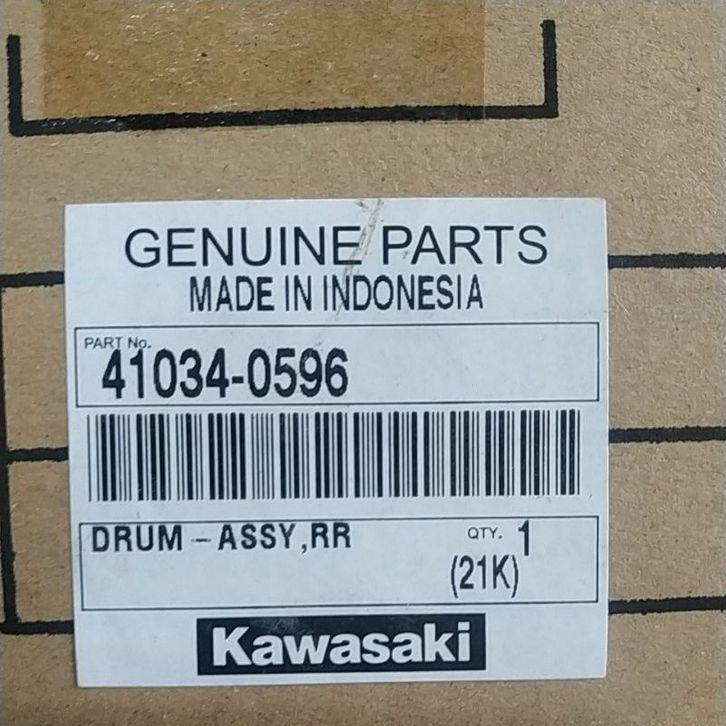 GENUINE PARTS
MADE IN INDONESIA
PART No.
41034-0596
DRUM - ASSY,RR QTY. 1
(21K)
Kawasaki